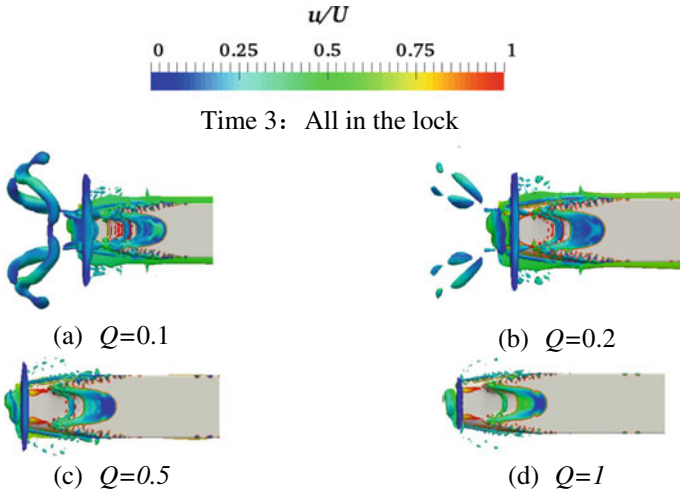 u/U
0 0.25 0.5 0.75 1
Time 3： All in the lock
(a) Q=0.1
(b) Q=0.2
(c) Q=0.5
(d) Q=1